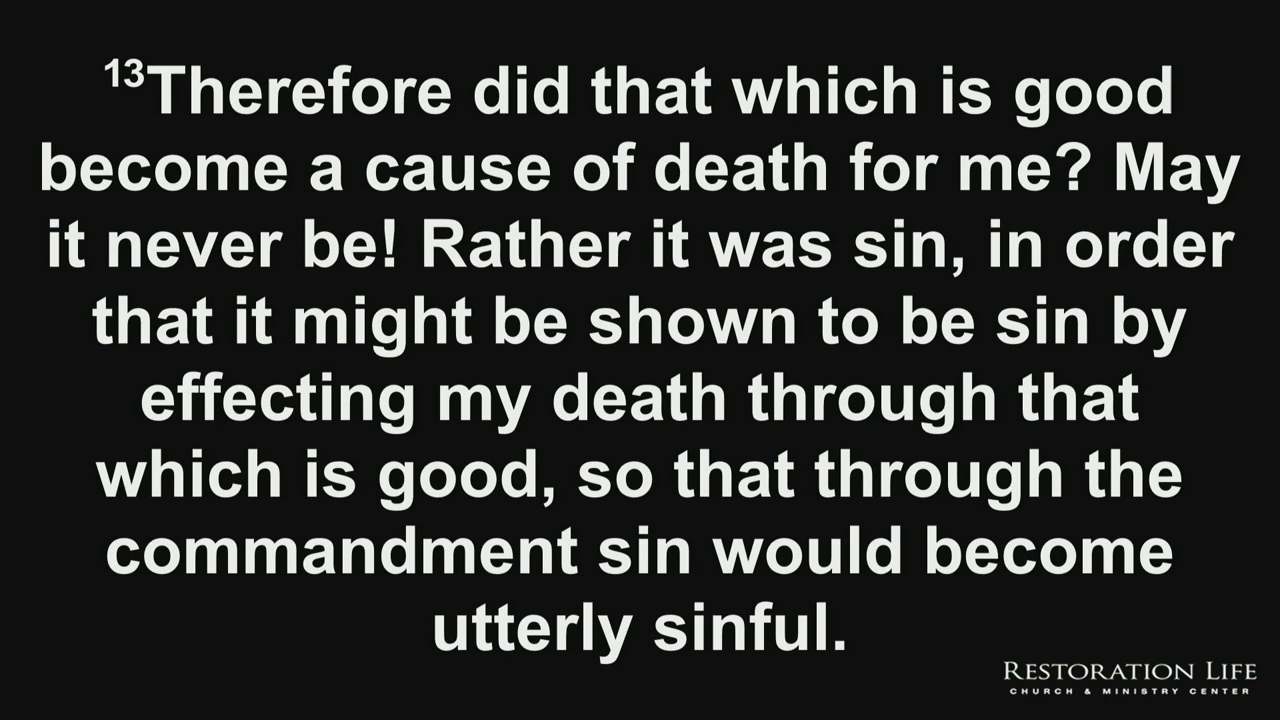 ¹³Therefore did that which is good
become a cause of death for me? May
it never be! Rather it was sin, in order
that it might be shown to be sin by
effecting my death through that
which is good, so that through the
commandment sin would become
utterly sinful.
RESTORATION LIFE
CHURCH & MINISTRY CENTER